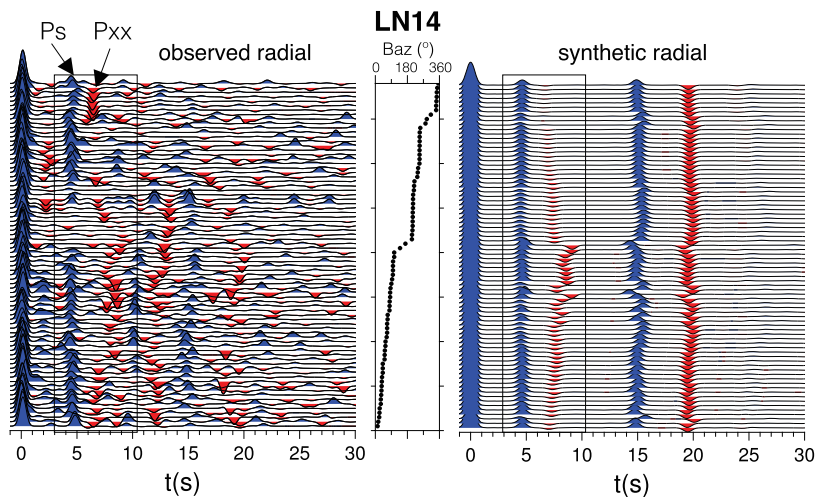 LN14
Ps Pxx
observed radial
Baz (°)
0 180 360
synthetic radial
0 5 10 15 20 25 30
t(s)
0 5 10 15 20 25 30
t(s)